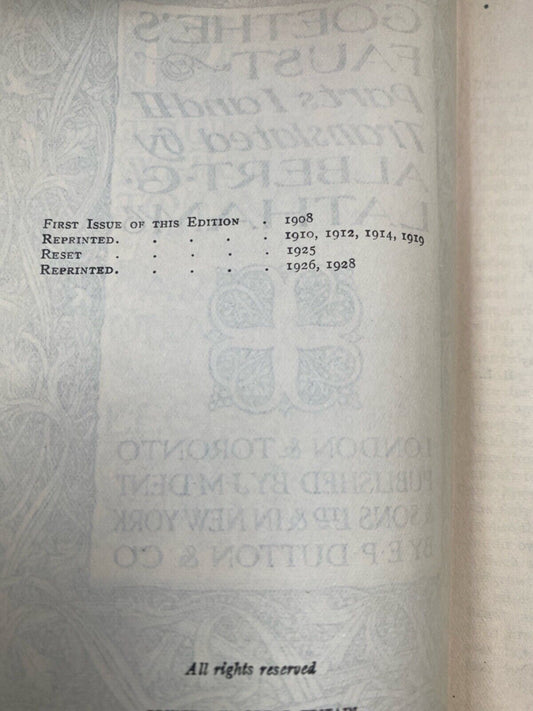 GOETHE'S
FAUST
Parts I and II
Translated by
ALBERT·G·
LATHAM
FIRST ISSUE OF THIS EDITION . 1908
REPRINTED. . . . . 1910, 1912, 1914, 1919
RESET . . . . . 1925
REPRINTED. . . . . 1926, 1928
LONDON & TORONTO
PUBLISHED BY J·M·DENT
& SONS LTD & IN NEW YORK
BY E·P·DUTTON & CO
All rights reserved